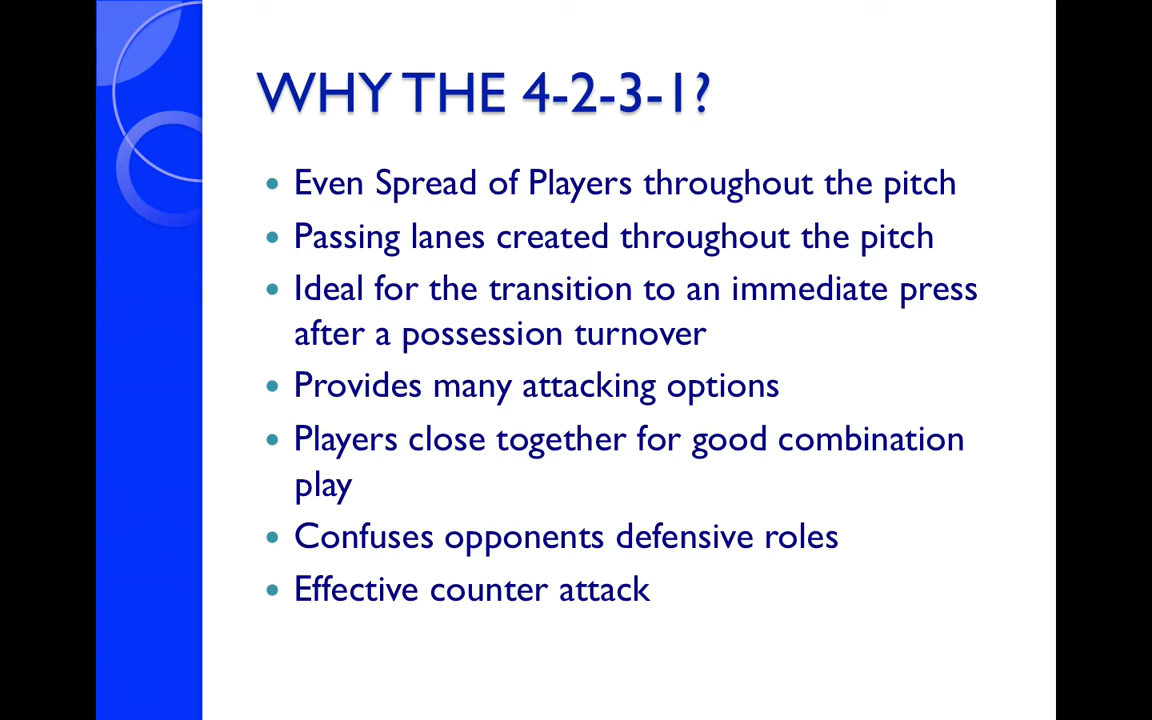 WHY THE 4-2-3-1?
• Even Spread of Players throughout the pitch
• Passing lanes created throughout the pitch
• Ideal for the transition to an immediate press
after a possession turnover
• Provides many attacking options
• Players close together for good combination
play
• Confuses opponents defensive roles
• Effective counter attack